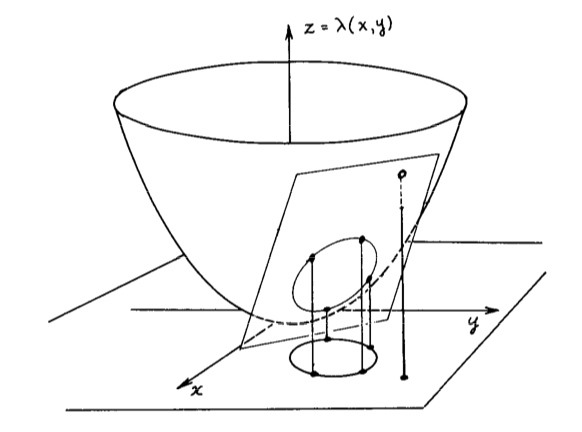 z = λ(x,y)
y
x